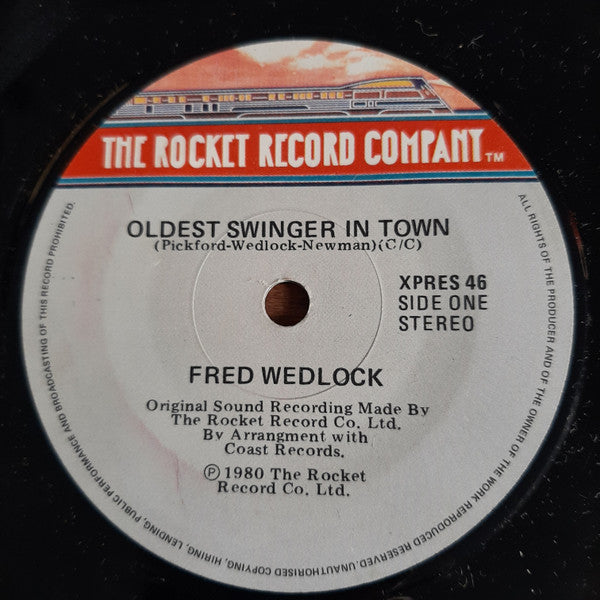 THE ROCKET RECORD COMPANY TM
OLDEST SWINGER IN TOWN
(Pickford-Wedlock-Newman)(C/C)
XPRES 46
SIDE ONE
STEREO
FRED WEDLOCK
Original Sound Recording Made By
The Rocket Record Co. Ltd.
By Arrangment with
Coast Records.
Ⓟ 1980 The Rocket
Record Co. Ltd.
ALL RIGHTS OF THE PRODUCER AND OF THE OWNER OF THE WORK REPRODUCED RESERVED. UNAUTHORISED COPYING, HIRING, LENDING, PUBLIC PERFORMANCE AND BROADCASTING OF THIS RECORD PROHIBITED.